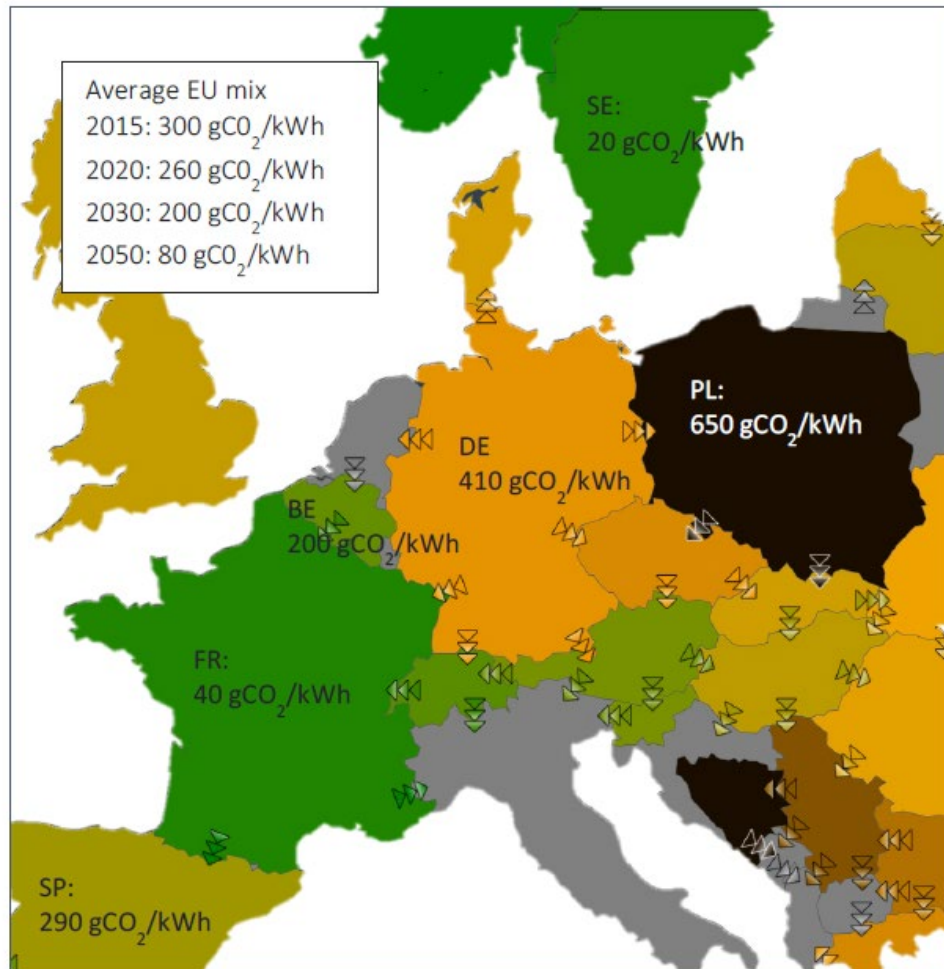 Average EU mix
2015: 300 gC0₂/kWh
2020: 260 gC0₂/kWh
2030: 200 gC0₂/kWh
2050: 80 gC0₂/kWh
SE:
20 gCO₂/kWh
PL:
650 gCO₂/kWh
DE
410 gCO₂/kWh
BE
200 gCO₂/kWh
FR:
40 gCO₂/kWh
SP:
290 gCO₂/kWh